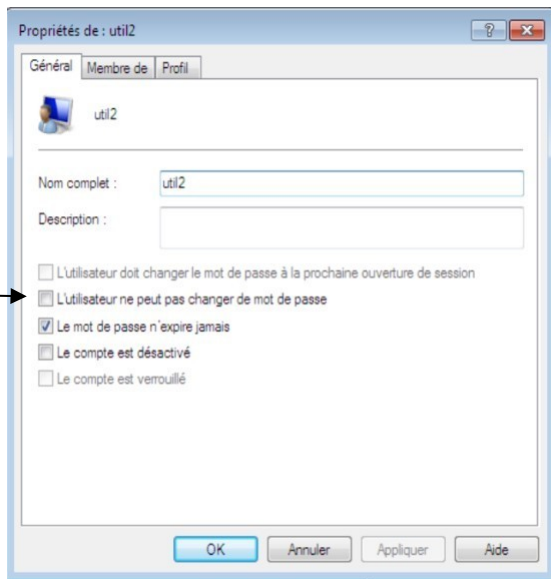 Propriétés de : util2
Général Membre de Profil
util2
Nom complet : util2
Description :
L'utilisateur doit changer le mot de passe à la prochaine ouverture de session
L'utilisateur ne peut pas changer de mot de passe
Le mot de passe n'expire jamais
Le compte est désactivé
Le compte est verrouillé
OK Annuler Appliquer Aide